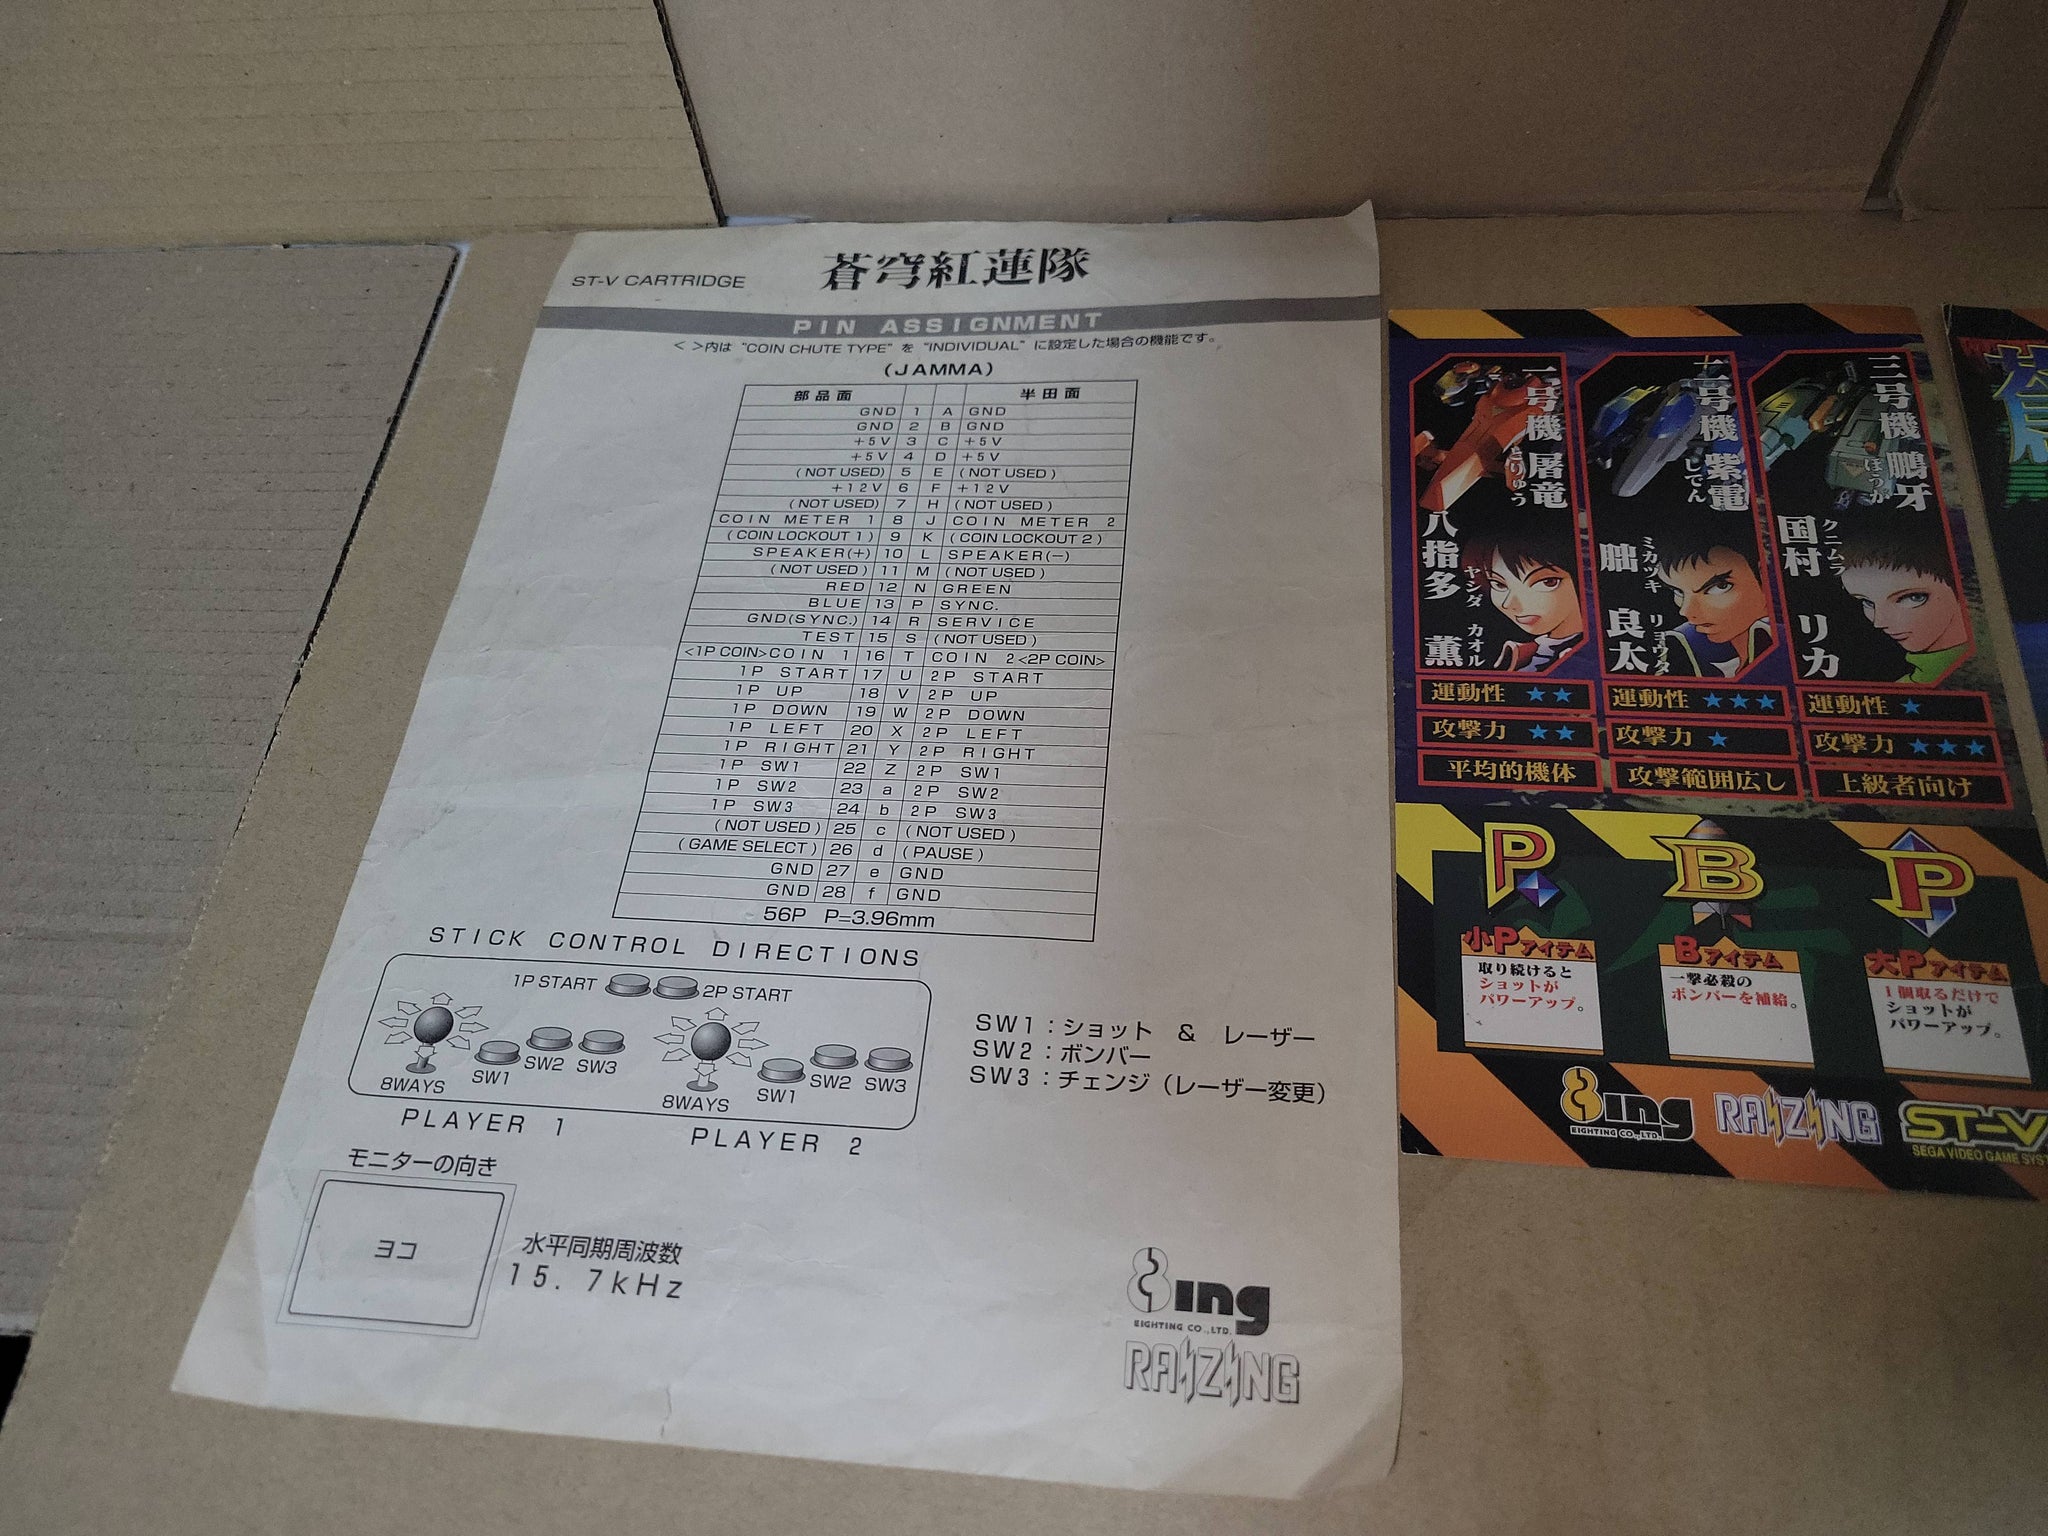 ST-V CARTRIDGE
蒼穹紅蓮隊
PIN ASSIGNMENT
< >内は "COIN CHUTE TYPE" を "INDIVIDUAL" に設定した場合の機能です。
(JAMMA)
部品面 半田面
GND 1 A GND
GND 2 B GND
+5V 3 C +5V
+5V 4 D +5V
(NOT USED) 5 E (NOT USED)
+12V 6 F +12V
(NOT USED) 7 H (NOT USED)
COIN METER 1 8 J COIN METER 2
(COIN LOCKOUT 1) 9 K (COIN LOCKOUT 2)
SPEAKER(+) 10 L SPEAKER(−)
(NOT USED) 11 M (NOT USED)
RED 12 N GREEN
BLUE 13 P SYNC.
GND(SYNC.) 14 R SERVICE
TEST 15 S (NOT USED)
<1P COIN>COIN 1 16 T COIN 2<2P COIN>
1P START 17 U 2P START
1P UP 18 V 2P UP
1P DOWN 19 W 2P DOWN
1P LEFT 20 X 2P LEFT
1P RIGHT 21 Y 2P RIGHT
1P SW1 22 Z 2P SW1
1P SW2 23 a 2P SW2
1P SW3 24 b 2P SW3
(NOT USED) 25 c (NOT USED)
(GAME SELECT) 26 d (PAUSE)
GND 27 e GND
GND 28 f GND
56P P=3.96mm
STICK CONTROL DIRECTIONS
1P START 2P START
8WAYS SW1 SW2 SW3
8WAYS SW1 SW2 SW3
PLAYER 1 PLAYER 2
SW1：ショット & レーザー
SW2：ボンバー
SW3：チェンジ（レーザー変更）
モニターの向き
ヨコ
水平同期周波数
15.7kHz
8ing
EIGHTING CO.,LTD.
RAIZING
一号機 屠竜
とりゅう
八指多 薫
ヤシダ カオル
運動性 ★★
攻撃力 ★★
平均的機体
二号機 紫電
しでん
朏 良太
ミカヅキ リョウタ
運動性 ★★★
攻撃力 ★
攻撃範囲広し
三号機 鵬牙
ほうが
国村 リカ
クニムラ
運動性 ★
攻撃力 ★★★
上級者向け
P
小Pアイテム
取り続けると
ショットが
パワーアップ。
B
Bアイテム
一撃必殺の
ボンバーを補給。
P
大Pアイテム
1個取るだけで
ショットが
パワーアップ。
8ing
EIGHTING CO.,LTD.
RAIZING
ST-V
SEGA VIDEO GAME